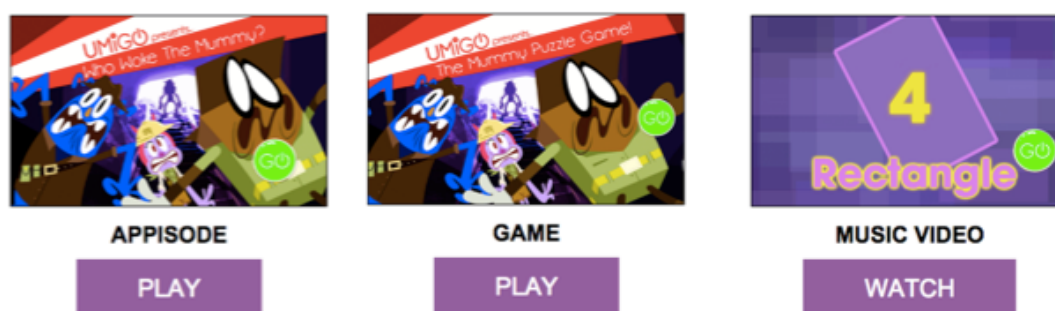 UMIGO presents
Who Woke The Mummy?
GO
APPISODE
PLAY
UMIGO presents
The Mummy Puzzle Game!
GO
GAME
PLAY
4
Rectangle
GO
MUSIC VIDEO
WATCH